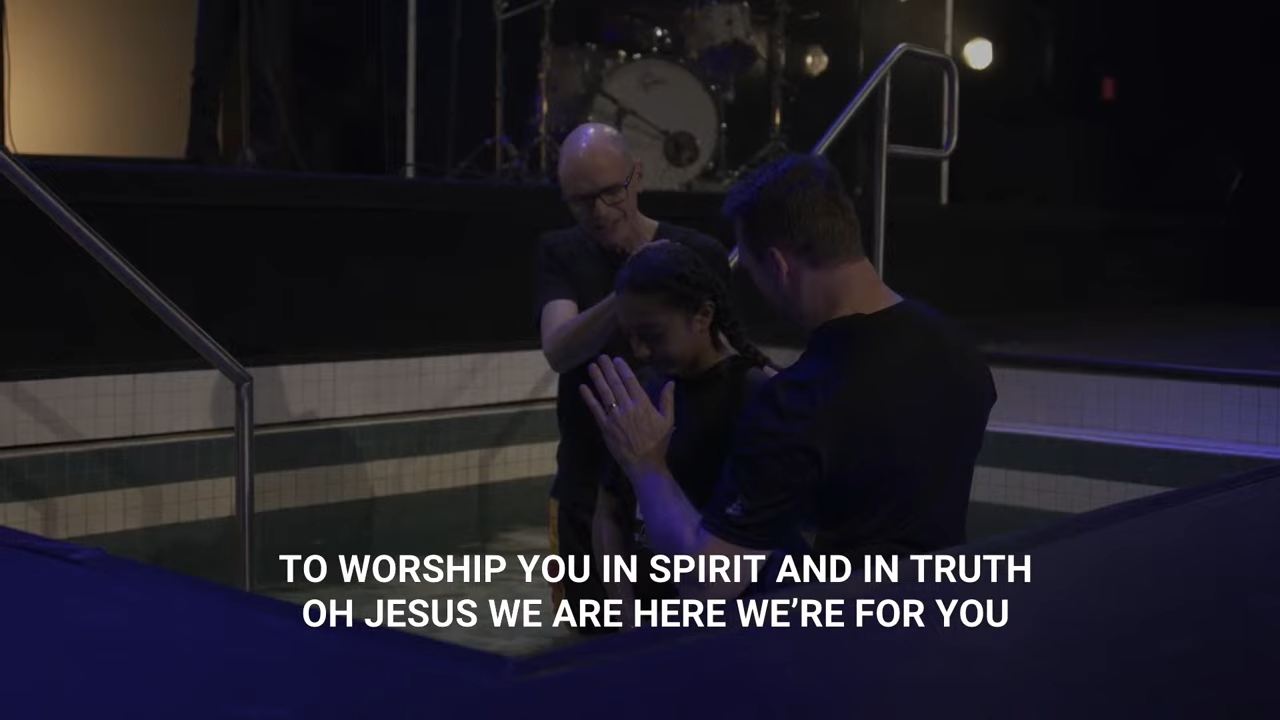 TO WORSHIP YOU IN SPIRIT AND IN TRUTH
OH JESUS WE ARE HERE WE’RE FOR YOU